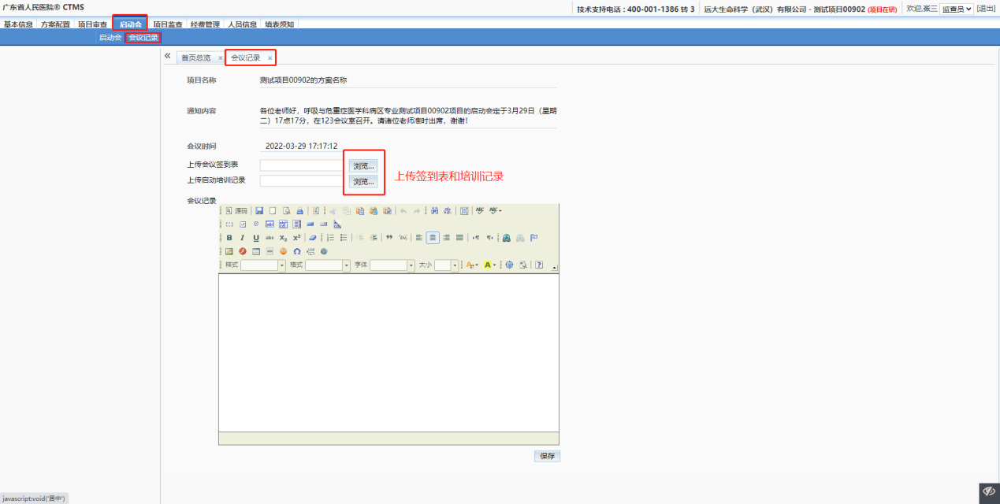 广东省人民医院® CTMS
技术支持电话：400-001-1386 转 3 远大生命科学（武汉）有限公司 - 测试项目00902 (项目在研) 欢迎,张三 监查员 [退出]
基本信息 方案配置 项目审查 启动会 项目监查 经费管理 人员信息 填表须知
启动会 会议记录
首页总览 × 会议记录 ×
项目名称 测试项目00902的方案名称
通知内容 各位老师好，呼吸与危重症医学科病区专业测试项目00902项目的启动会定于3月29日（星期
二）17点17分，在123会议室召开。请诸位老师准时出席，谢谢！
会议时间 2022-03-29 17:17:12
上传会议签到表 浏览...
上传启动培训记录 浏览...
上传签到表和培训记录
会议记录
源码
B I U abc X₂ X²
样式 格式 字体 大小 A A ?
保存
javascript:void('居中')